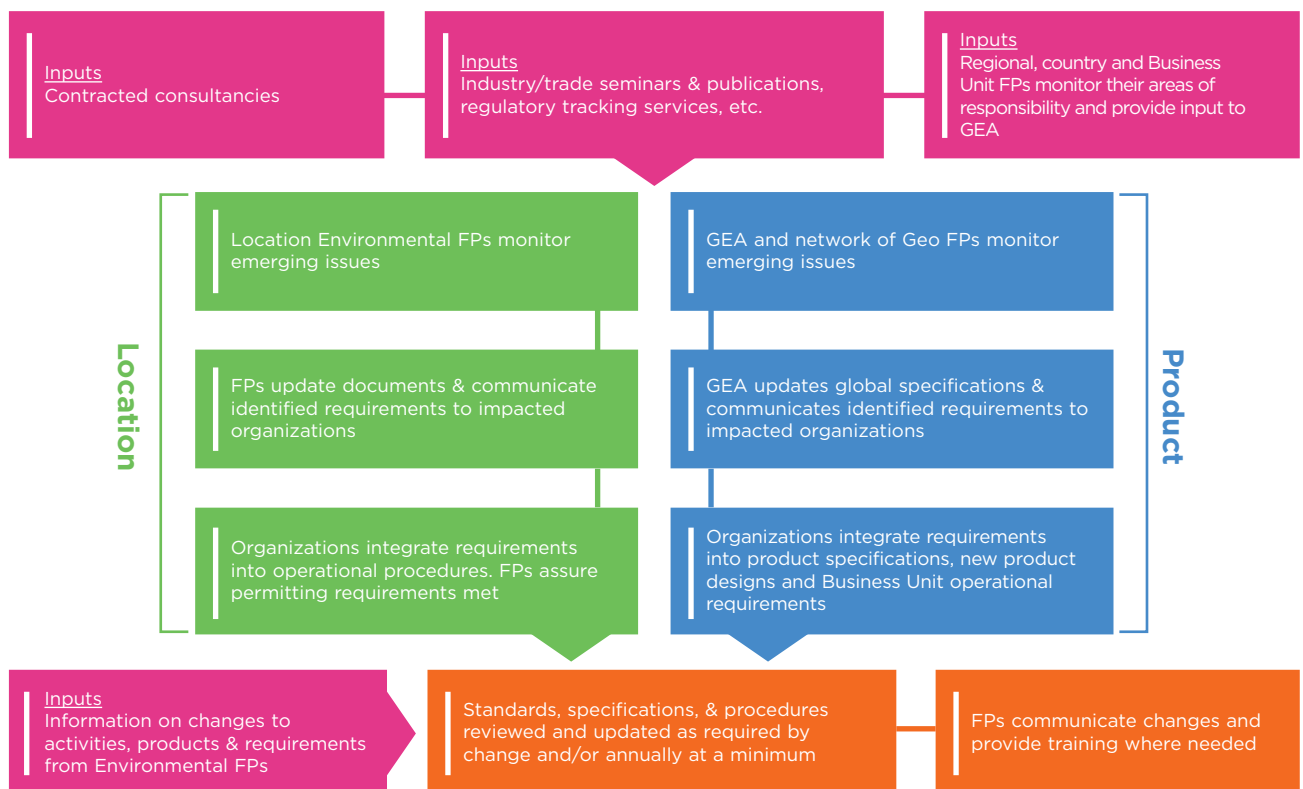 Inputs
Contracted consultancies
Inputs
Industry/trade seminars & publications,
regulatory tracking services, etc.
Inputs
Regional, country and Business
Unit FPs monitor their areas of
responsibility and provide input to
GEA
Location
Location Environmental FPs monitor
emerging issues
FPs update documents & communicate
identified requirements to impacted
organizations
Organizations integrate requirements
into operational procedures. FPs assure
permitting requirements met
GEA and network of Geo FPs monitor
emerging issues
GEA updates global specifications &
communicates identified requirements to
impacted organizations
Organizations integrate requirements
into product specifications, new product
designs and Business Unit operational
requirements
Product
Inputs
Information on changes to
activities, products & requirements
from Environmental FPs
Standards, specifications, & procedures
reviewed and updated as required by
change and/or annually at a minimum
FPs communicate changes and
provide training where needed